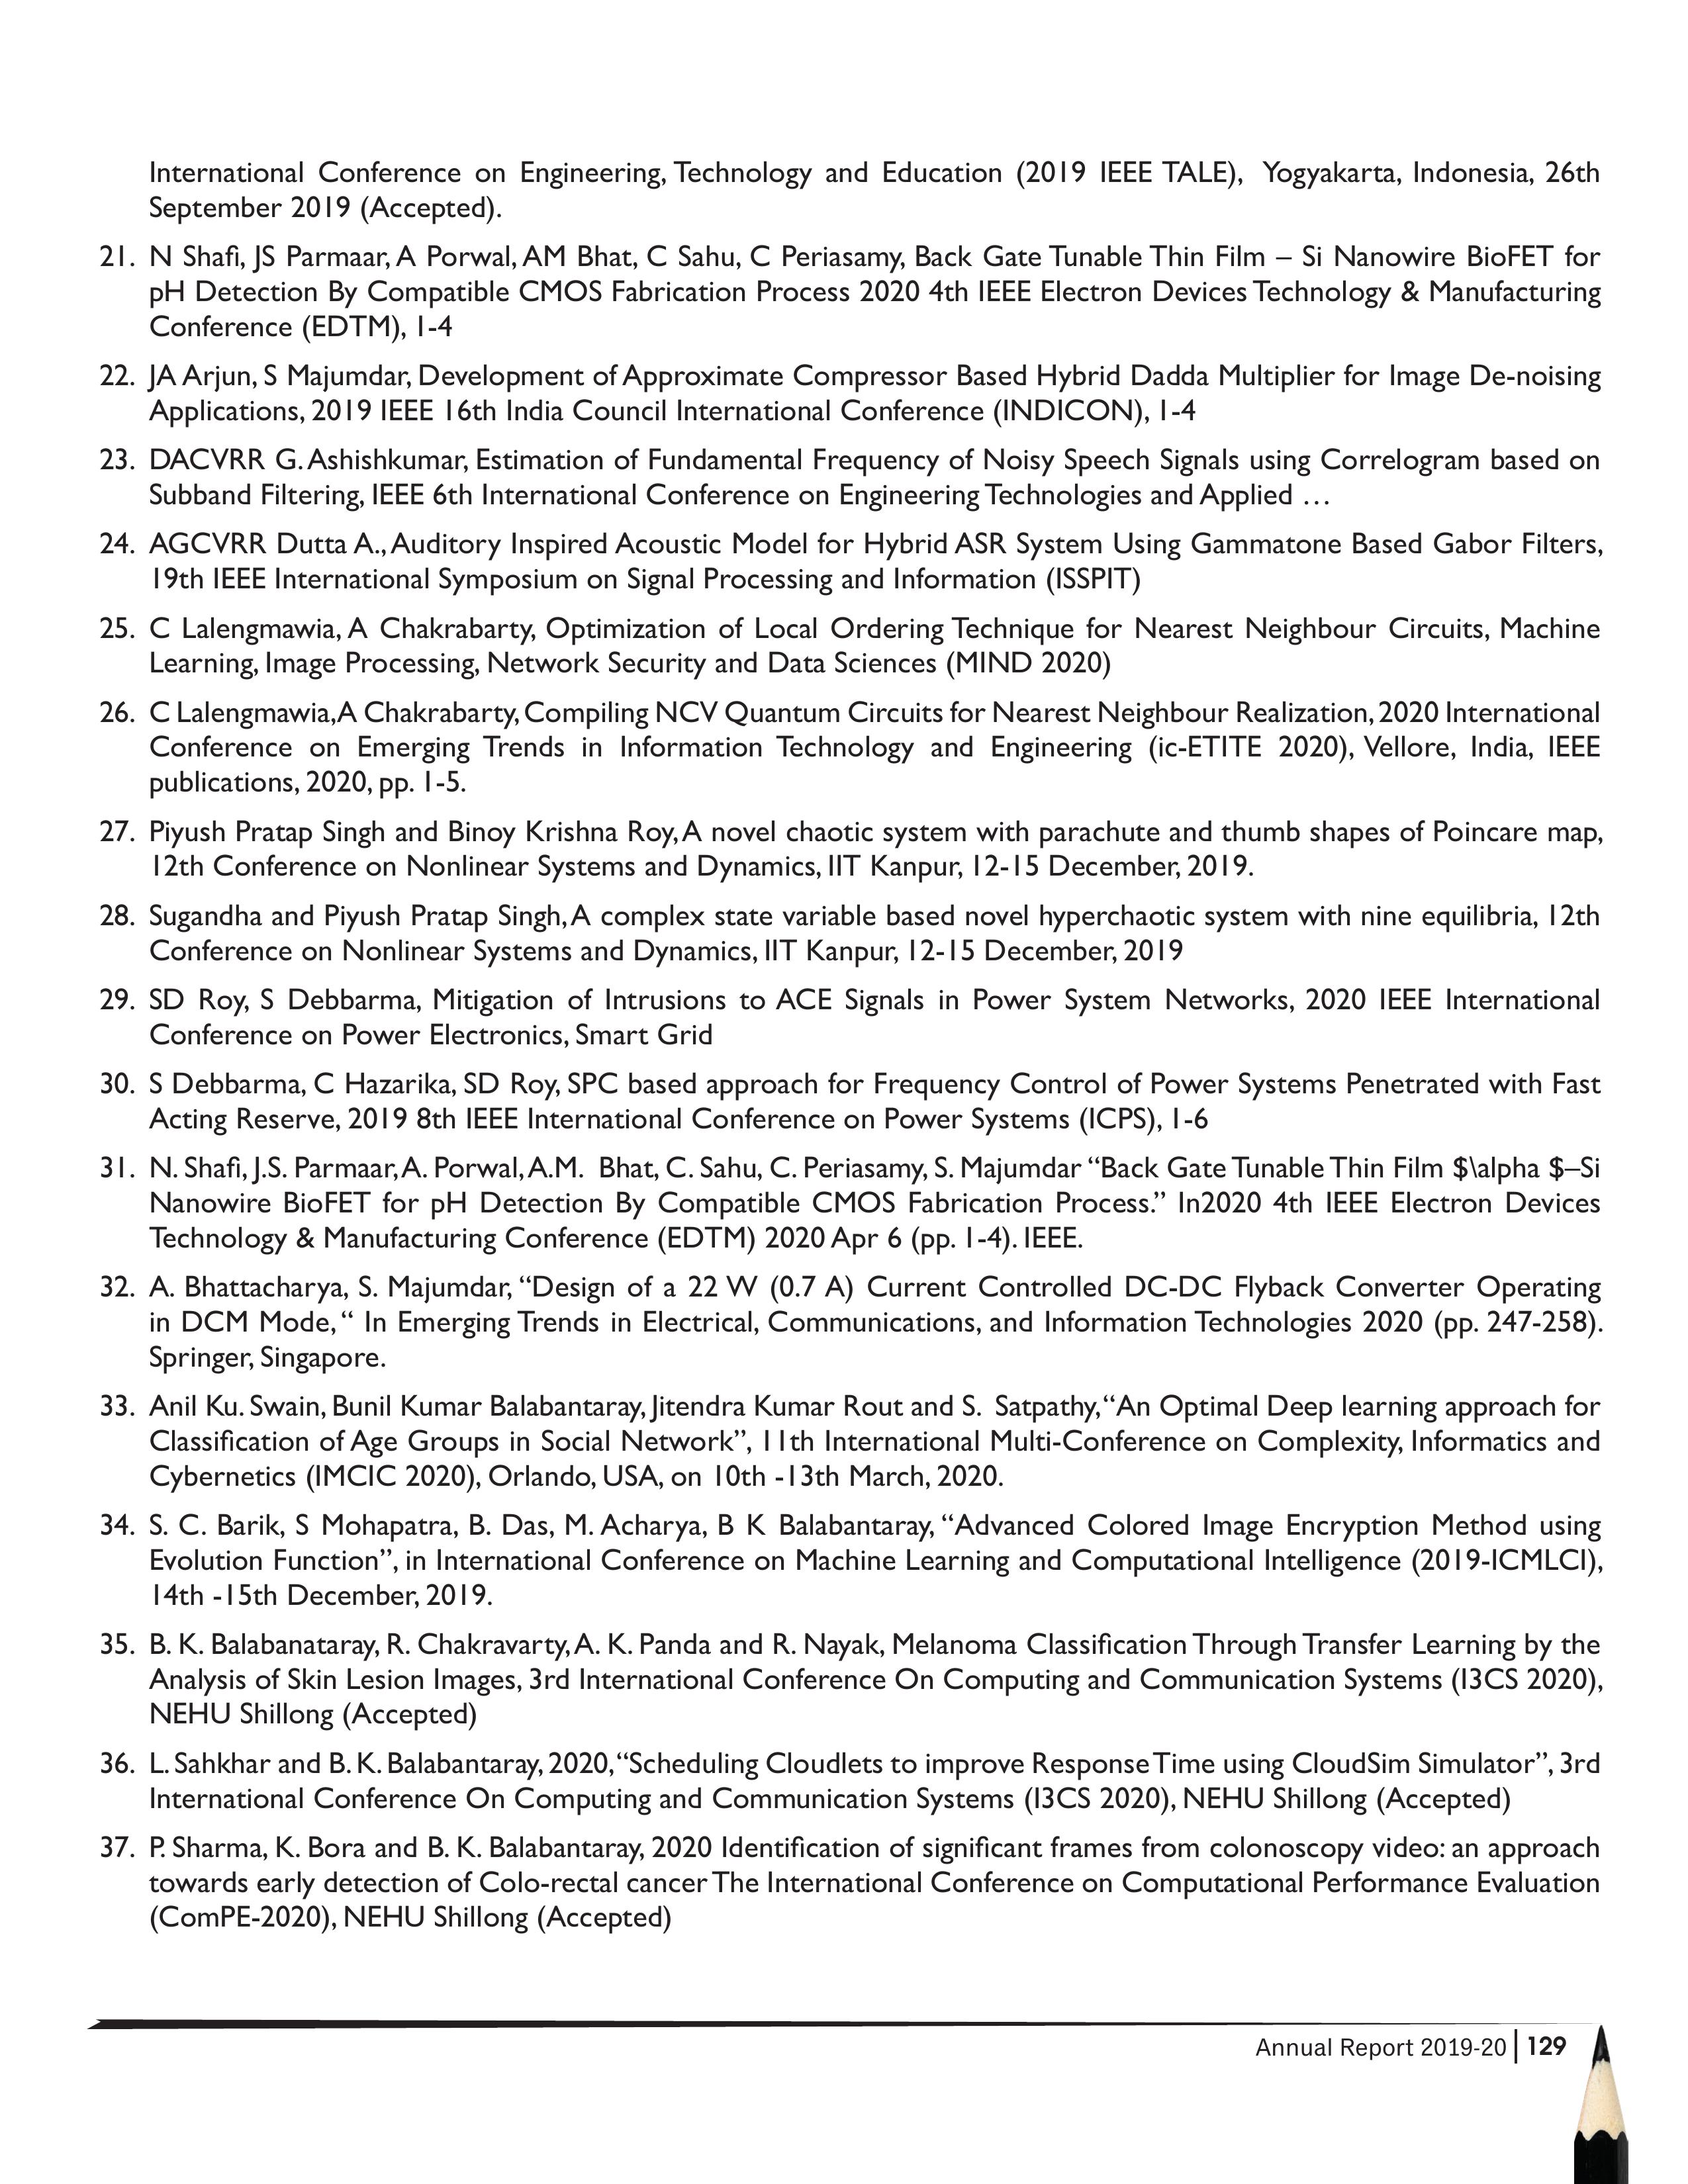 International Conference on Engineering, Technology and Education (2019 IEEE TALE), Yogyakarta, Indonesia, 26th
September 2019 (Accepted).
21. N Shafi, JS Parmaar, A Porwal, AM Bhat, C Sahu, C Periasamy, Back Gate Tunable Thin Film – Si Nanowire BioFET for
pH Detection By Compatible CMOS Fabrication Process 2020 4th IEEE Electron Devices Technology & Manufacturing
Conference (EDTM), 1-4
22. JA Arjun, S Majumdar, Development of Approximate Compressor Based Hybrid Dadda Multiplier for Image De-noising
Applications, 2019 IEEE 16th India Council International Conference (INDICON), 1-4
23. DACVRR G. Ashishkumar, Estimation of Fundamental Frequency of Noisy Speech Signals using Correlogram based on
Subband Filtering, IEEE 6th International Conference on Engineering Technologies and Applied …
24. AGCVRR Dutta A., Auditory Inspired Acoustic Model for Hybrid ASR System Using Gammatone Based Gabor Filters,
19th IEEE International Symposium on Signal Processing and Information (ISSPIT)
25. C Lalengmawia, A Chakrabarty, Optimization of Local Ordering Technique for Nearest Neighbour Circuits, Machine
Learning, Image Processing, Network Security and Data Sciences (MIND 2020)
26. C Lalengmawia,A Chakrabarty, Compiling NCV Quantum Circuits for Nearest Neighbour Realization, 2020 International
Conference on Emerging Trends in Information Technology and Engineering (ic-ETITE 2020), Vellore, India, IEEE
publications, 2020, pp. 1-5.
27. Piyush Pratap Singh and Binoy Krishna Roy, A novel chaotic system with parachute and thumb shapes of Poincare map,
12th Conference on Nonlinear Systems and Dynamics, IIT Kanpur, 12-15 December, 2019.
28. Sugandha and Piyush Pratap Singh, A complex state variable based novel hyperchaotic system with nine equilibria, 12th
Conference on Nonlinear Systems and Dynamics, IIT Kanpur, 12-15 December, 2019
29. SD Roy, S Debbarma, Mitigation of Intrusions to ACE Signals in Power System Networks, 2020 IEEE International
Conference on Power Electronics, Smart Grid
30. S Debbarma, C Hazarika, SD Roy, SPC based approach for Frequency Control of Power Systems Penetrated with Fast
Acting Reserve, 2019 8th IEEE International Conference on Power Systems (ICPS), 1-6
31. N. Shafi, J.S. Parmaar, A. Porwal, A.M. Bhat, C. Sahu, C. Periasamy, S. Majumdar “Back Gate Tunable Thin Film $\alpha $–Si
Nanowire BioFET for pH Detection By Compatible CMOS Fabrication Process.” In2020 4th IEEE Electron Devices
Technology & Manufacturing Conference (EDTM) 2020 Apr 6 (pp. 1-4). IEEE.
32. A. Bhattacharya, S. Majumdar, “Design of a 22 W (0.7 A) Current Controlled DC-DC Flyback Converter Operating
in DCM Mode, “ In Emerging Trends in Electrical, Communications, and Information Technologies 2020 (pp. 247-258).
Springer, Singapore.
33. Anil Ku. Swain, Bunil Kumar Balabantaray, Jitendra Kumar Rout and S. Satpathy, “An Optimal Deep learning approach for
Classification of Age Groups in Social Network”, 11th International Multi-Conference on Complexity, Informatics and
Cybernetics (IMCIC 2020), Orlando, USA, on 10th -13th March, 2020.
34. S. C. Barik, S Mohapatra, B. Das, M. Acharya, B K Balabantaray, “Advanced Colored Image Encryption Method using
Evolution Function”, in International Conference on Machine Learning and Computational Intelligence (2019-ICMLCI),
14th -15th December, 2019.
35. B. K. Balabanataray, R. Chakravarty, A. K. Panda and R. Nayak, Melanoma Classification Through Transfer Learning by the
Analysis of Skin Lesion Images, 3rd International Conference On Computing and Communication Systems (I3CS 2020),
NEHU Shillong (Accepted)
36. L. Sahkhar and B. K. Balabantaray, 2020, “Scheduling Cloudlets to improve Response Time using CloudSim Simulator”, 3rd
International Conference On Computing and Communication Systems (I3CS 2020), NEHU Shillong (Accepted)
37. P. Sharma, K. Bora and B. K. Balabantaray, 2020 Identification of significant frames from colonoscopy video: an approach
towards early detection of Colo-rectal cancer The International Conference on Computational Performance Evaluation
(ComPE-2020), NEHU Shillong (Accepted)
Annual Report 2019-20 | 129